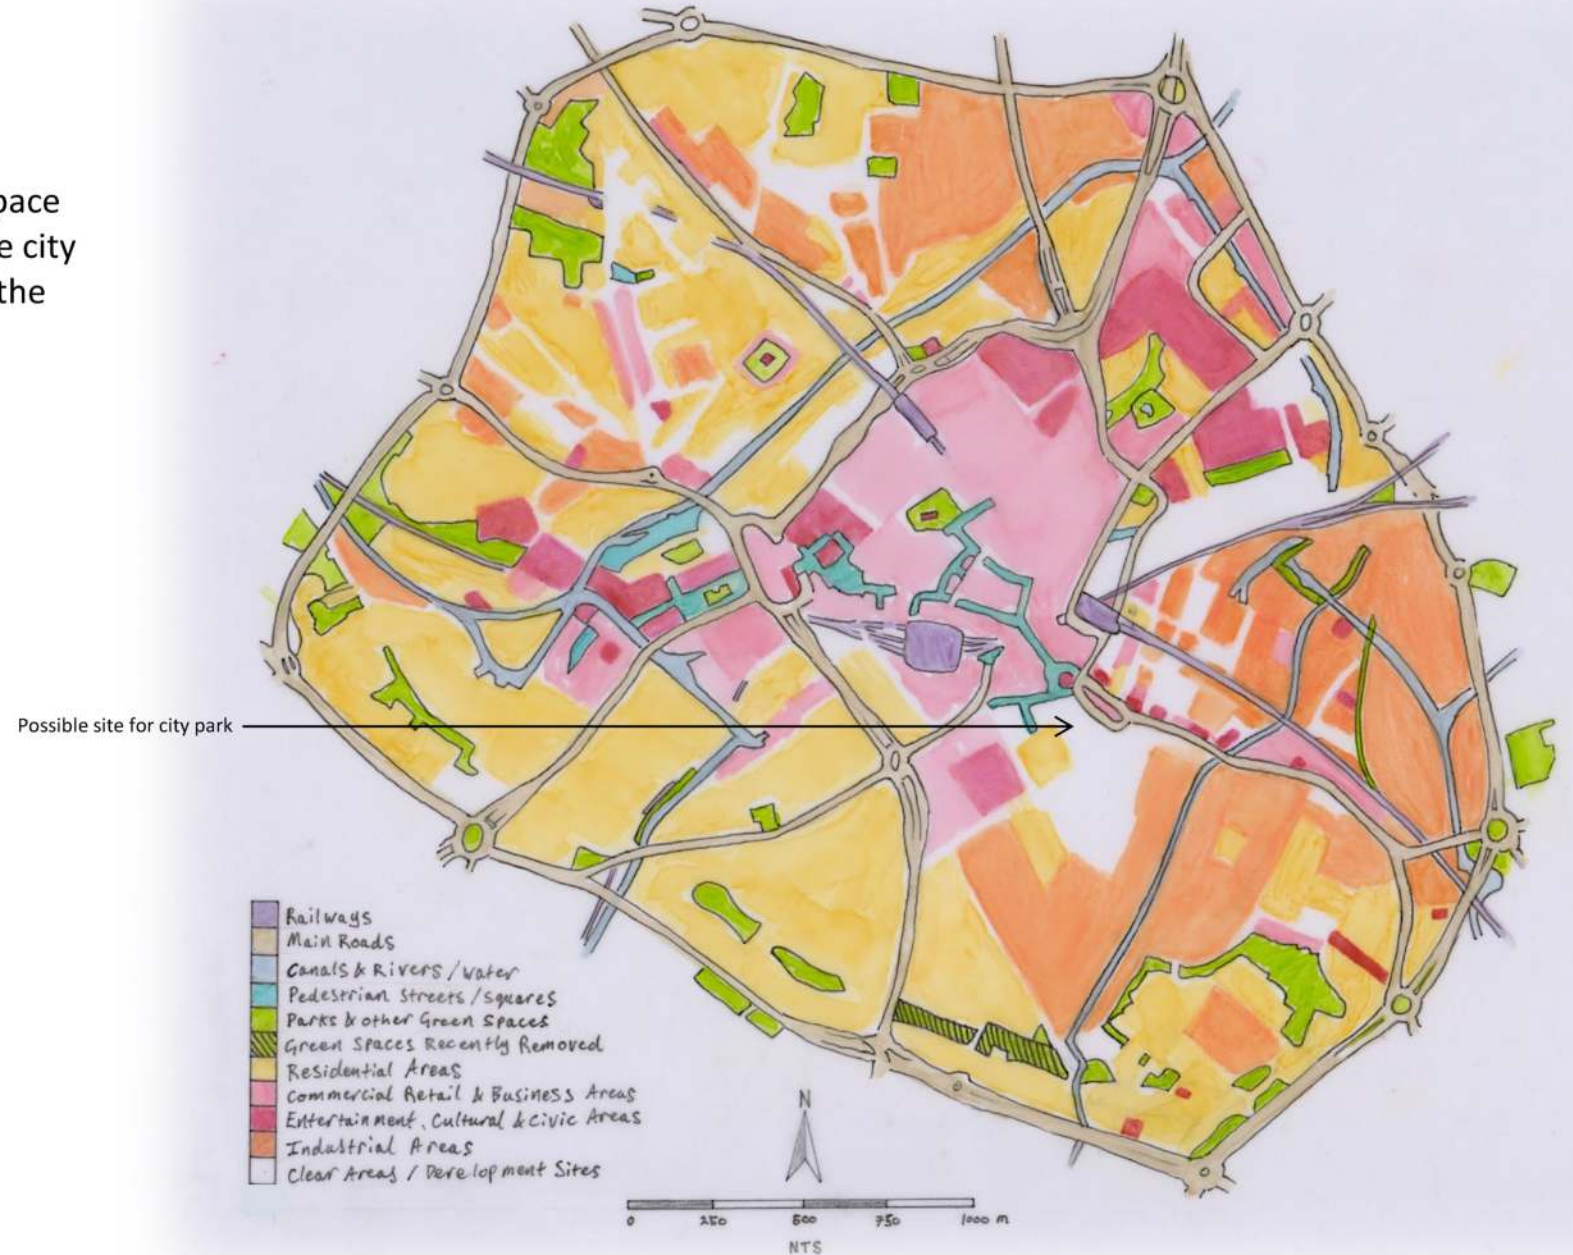 pace
e city
the
Possible site for city park
Railways
Main Roads
Canals & Rivers / water
Pedestrian Streets / squares
Parks & other Green Spaces
Green Spaces Recently Removed
Residential Areas
Commercial Retail & Business Areas
Entertainment, Cultural & Civic Areas
Industrial Areas
Clear Areas / Development Sites
N
0 250 500 750 1000 m
NTS